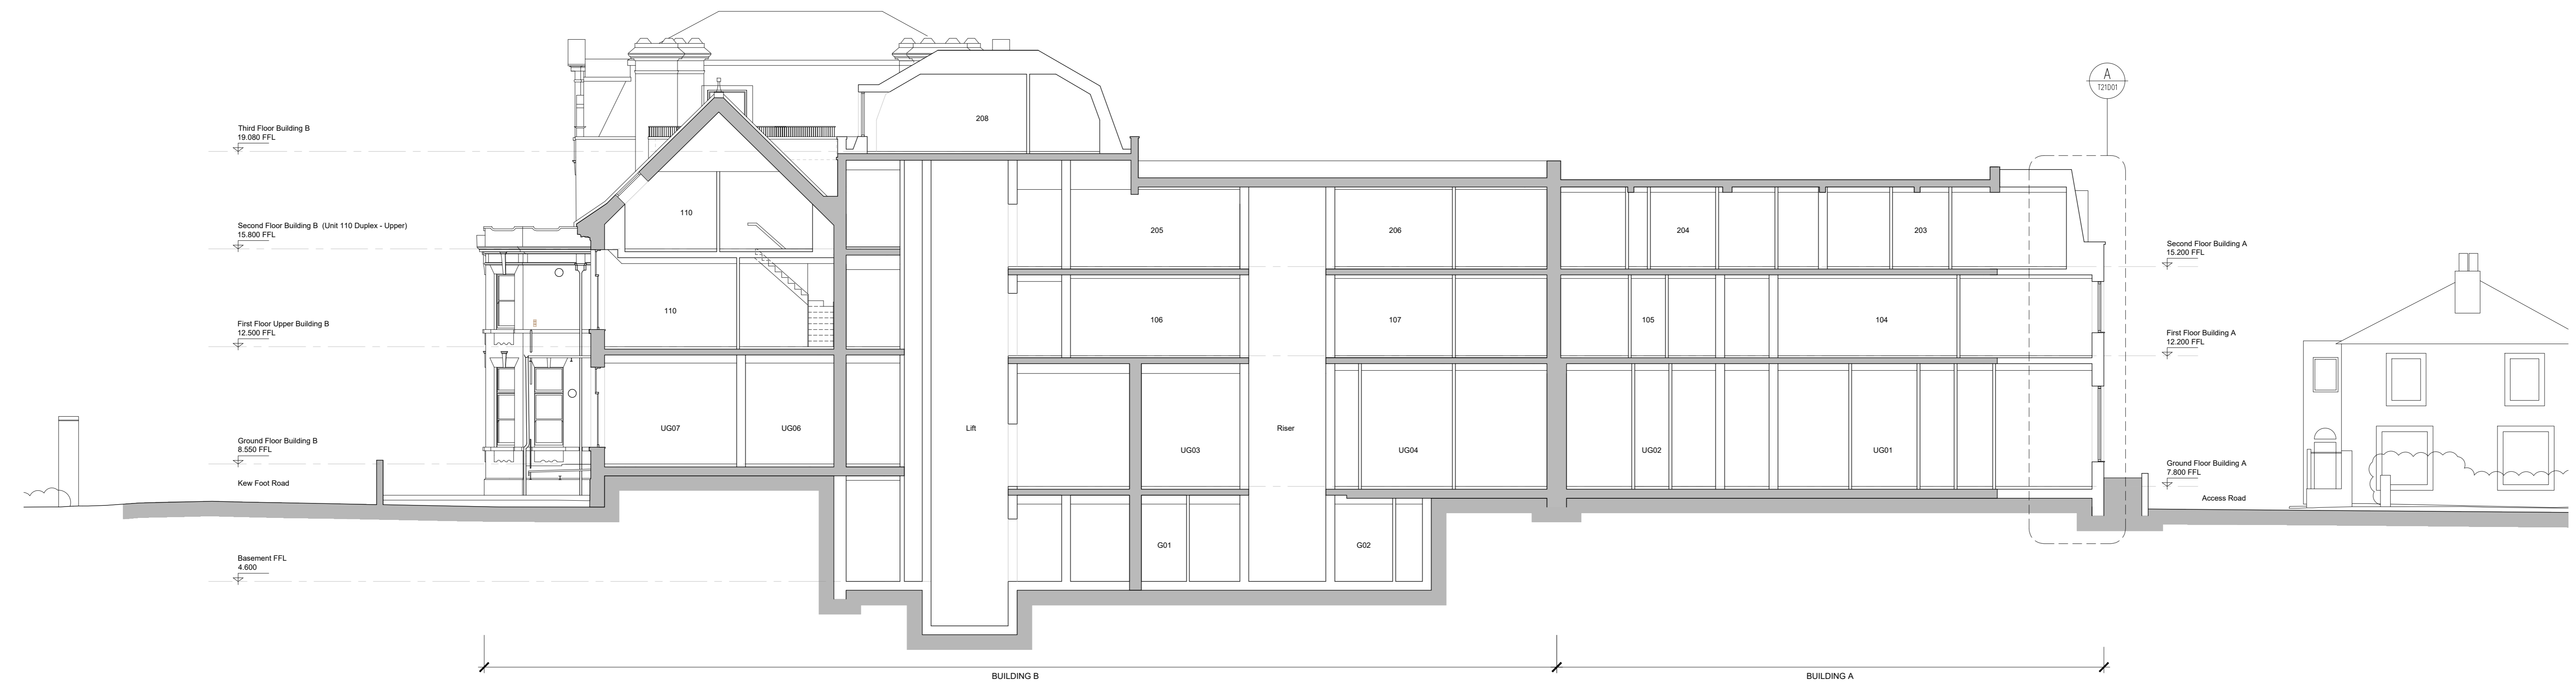 A
T21D01
208
Third Floor Building B
19.080 FFL
110
205
206
204
203
Second Floor Building B  (Unit 110 Duplex - Upper)
15.800 FFL
Second Floor Building A
15.200 FFL
110
106
107
105
104
First Floor Upper Building B
12.500 FFL
First Floor Building A
12.200 FFL
UG07
UG06
Lift
UG03
Riser
UG04
UG02
UG01
Ground Floor Building B
8.550 FFL
Ground Floor Building A
7.800 FFL
Kew Foot Road
Access Road
G01
G02
Basement FFL
4.600
BUILDING B
BUILDING A